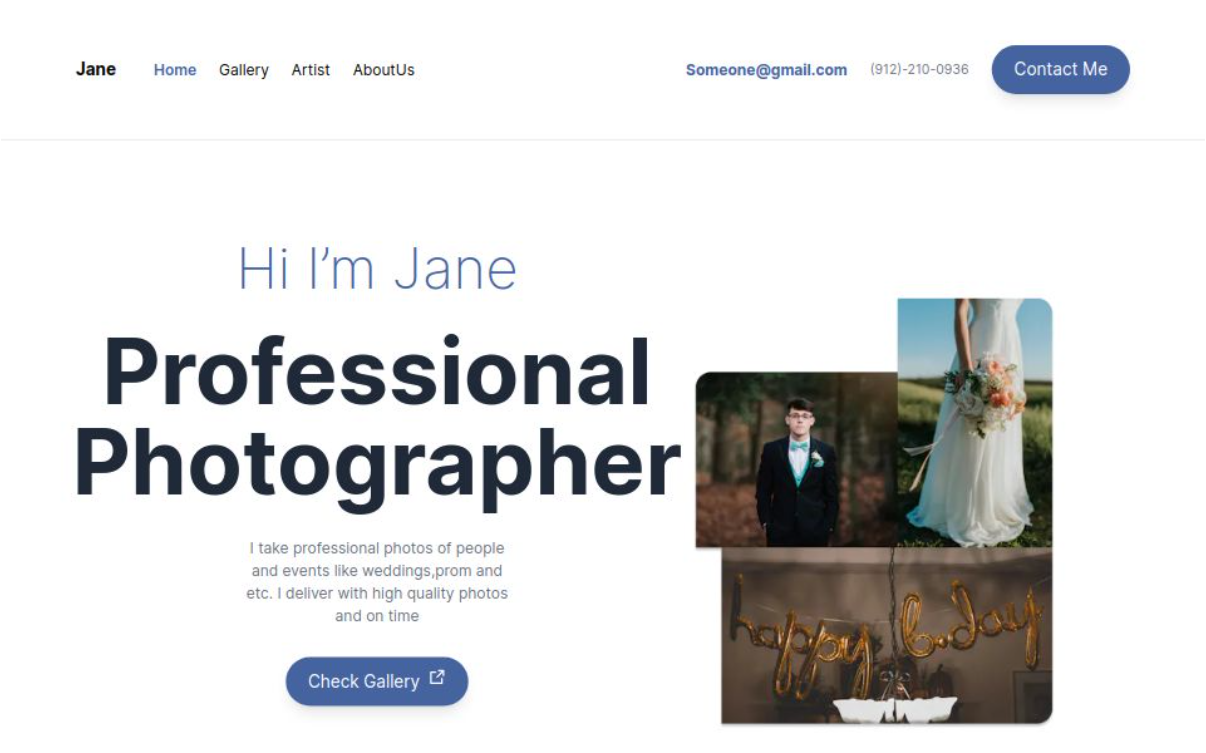 Jane Home Gallery Artist AboutUs Someone@gmail.com (912)-210-0936 Contact Me
Hi I’m Jane
Professional
Photographer
I take professional photos of people
and events like weddings,prom and
etc. I deliver with high quality photos
and on time
Check Gallery
happy b.day